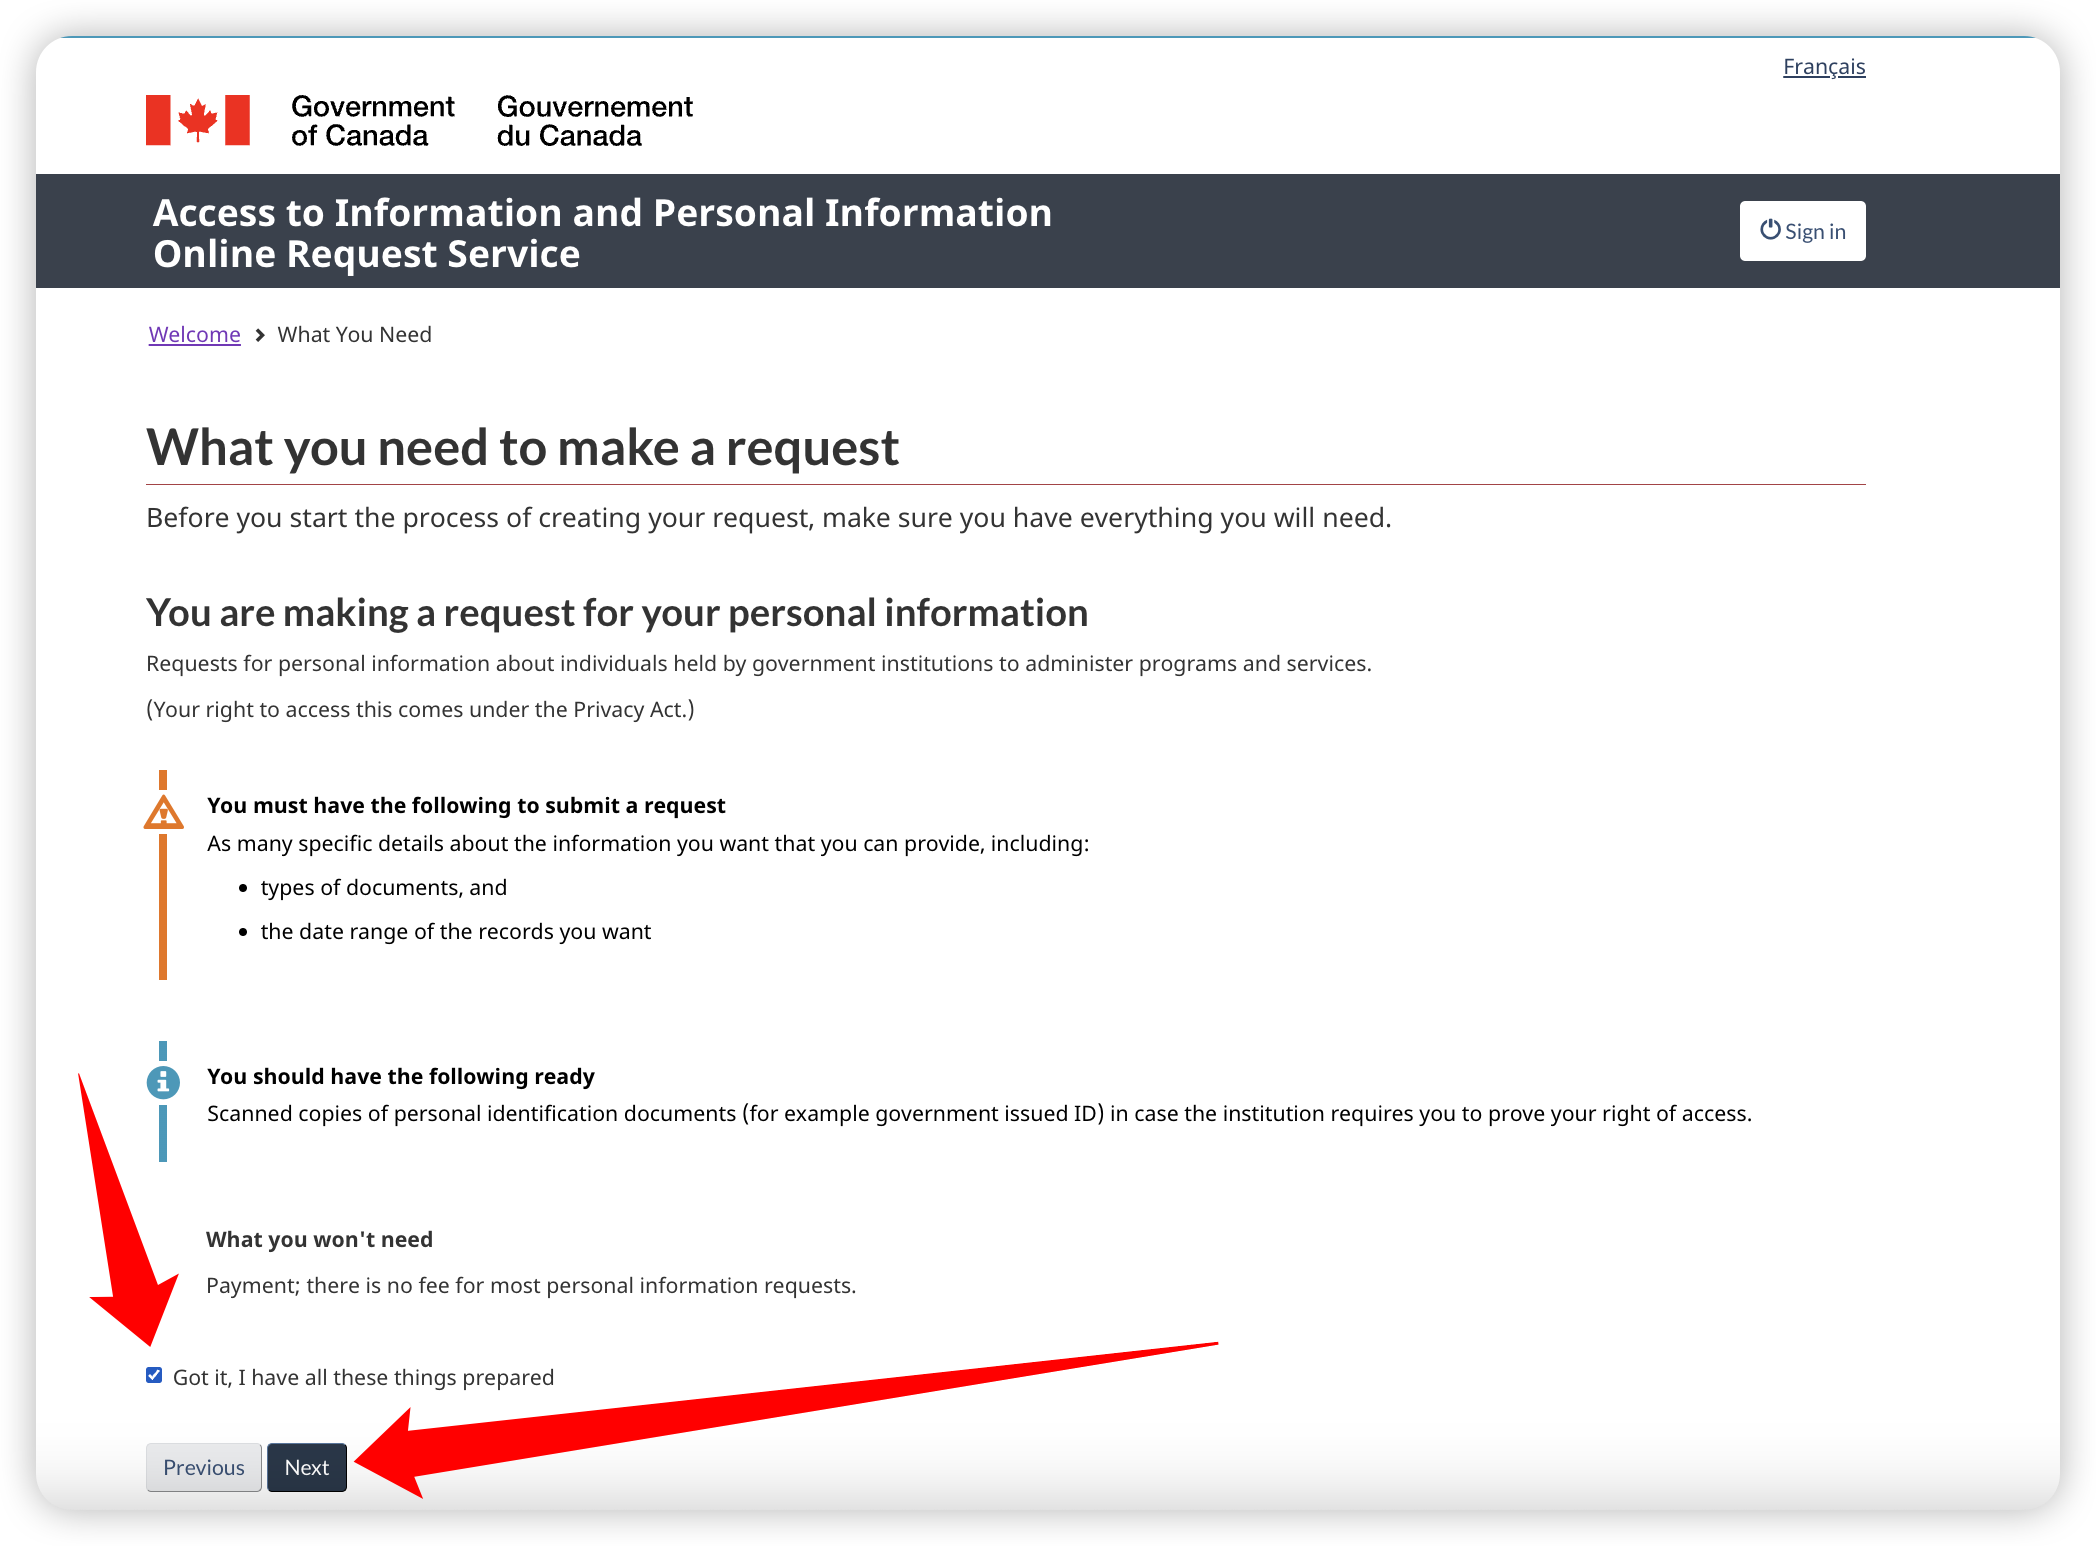 Français
Government
of Canada
Gouvernement
du Canada
Access to Information and Personal Information
Online Request Service
Sign in
Welcome > What You Need
What you need to make a request
Before you start the process of creating your request, make sure you have everything you will need.
You are making a request for your personal information
Requests for personal information about individuals held by government institutions to administer programs and services.
(Your right to access this comes under the Privacy Act.)
You must have the following to submit a request
As many specific details about the information you want that you can provide, including:
• types of documents, and
• the date range of the records you want
You should have the following ready
Scanned copies of personal identification documents (for example government issued ID) in case the institution requires you to prove your right of access.
What you won't need
Payment; there is no fee for most personal information requests.
Got it, I have all these things prepared
Previous
Next